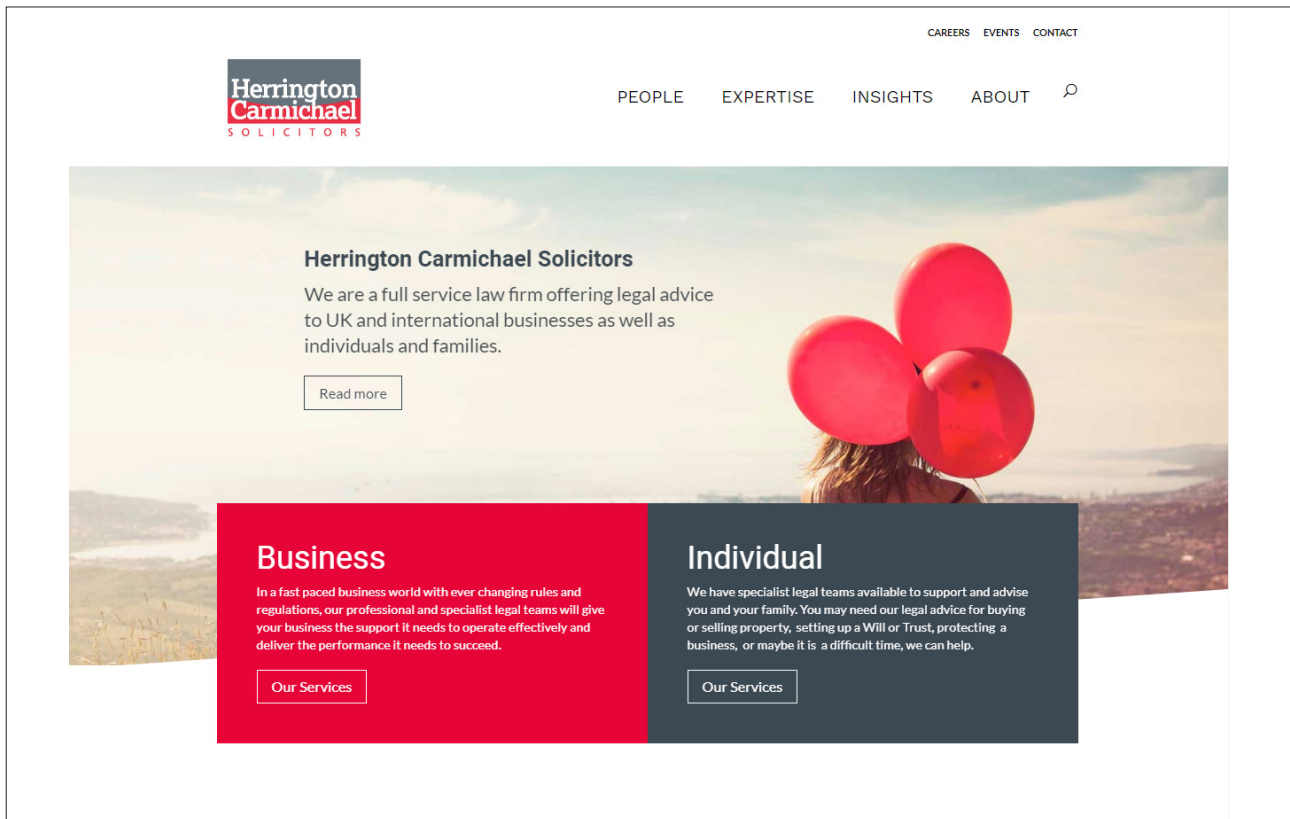 CAREERS EVENTS CONTACT
Herrington
Carmichael
SOLICITORS
PEOPLE EXPERTISE INSIGHTS ABOUT
Herrington Carmichael Solicitors
We are a full service law firm offering legal advice
to UK and international businesses as well as
individuals and families.
Read more
Business
In a fast paced business world with ever changing rules and
regulations, our professional and specialist legal teams will give
your business the support it needs to operate effectively and
deliver the performance it needs to succeed.
Our Services
Individual
We have specialist legal teams available to support and advise
you and your family. You may need our legal advice for buying
or selling property, setting up a Will or Trust, protecting a
business, or maybe it is a difficult time, we can help.
Our Services